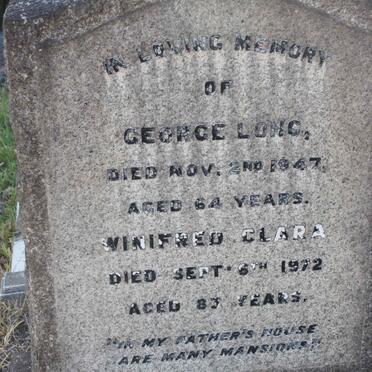 IN LOVING MEMORY
OF
GEORGE LONG,
DIED NOV. 2ND 1947,
AGED 64 YEARS.
WINIFRED CLARA
DIED SEPT 6TH 1972
AGED 83 YEARS.
"IN MY FATHER'S HOUSE
ARE MANY MANSIONS."